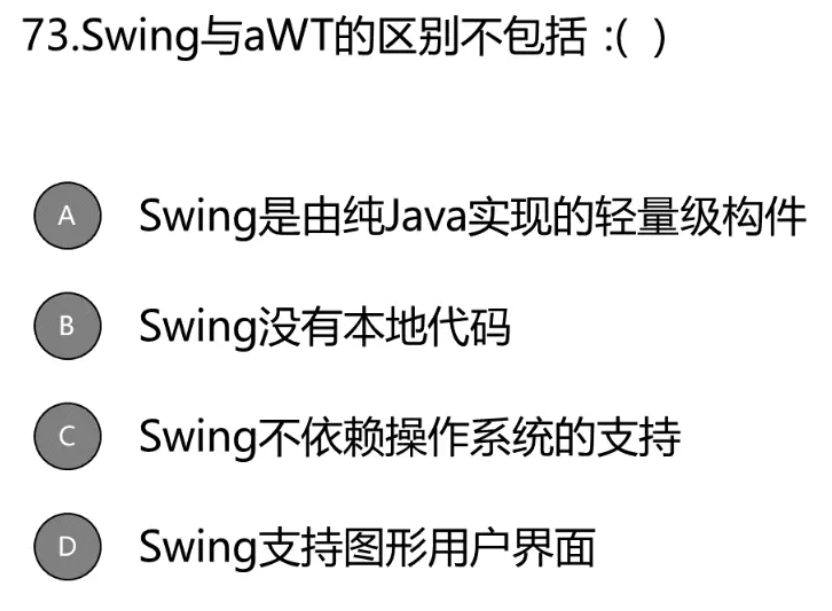 73.Swing与aWT的区别不包括 :( )
A Swing是由纯Java实现的轻量级构件
B Swing没有本地代码
C Swing不依赖操作系统的支持
D Swing支持图形用户界面